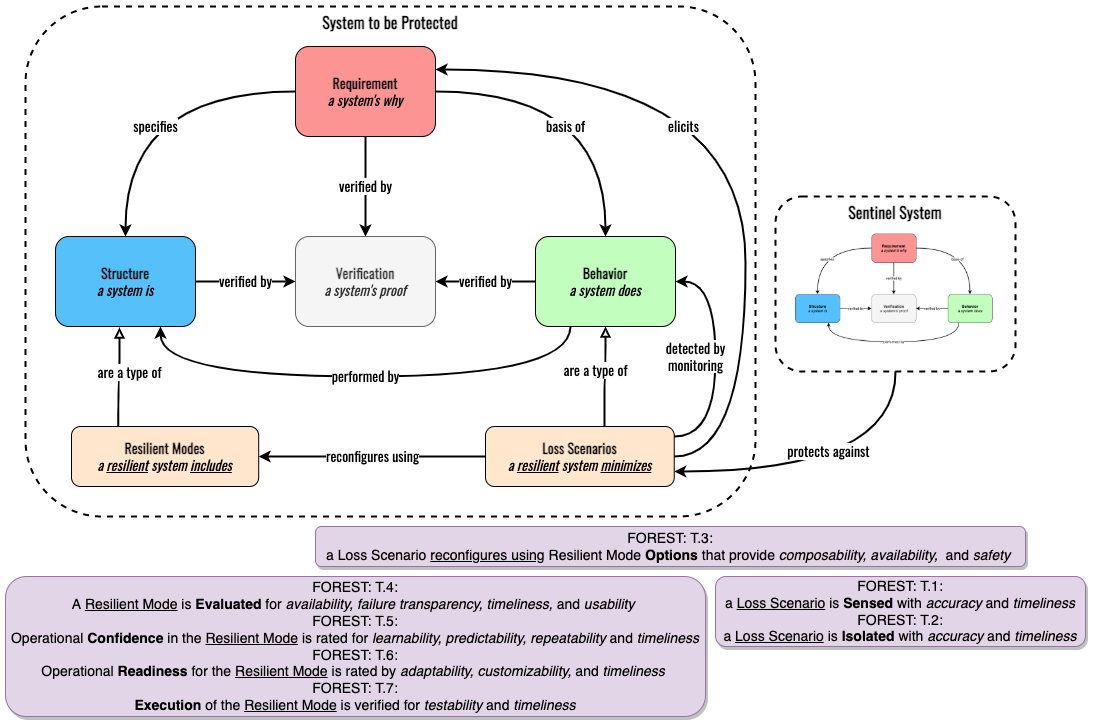 System to be Protected
Requirement
a system's why
specifies
basis of
elicits
verified by
Structure
a system is
verified by
Verification
a system's proof
verified by
Behavior
a system does
are a type of
performed by
are a type of
detected by
monitoring
Resilient Modes
a resilient system includes
reconfigures using
Loss Scenarios
a resilient system minimizes
protects against
Sentinel System
Requirement
a system's why
specifies
basis of
verified by
Structure
a system is
verified by
Verification
a system's proof
verified by
Behavior
a system does
performed by
FOREST: T.3:
a Loss Scenario reconfigures using Resilient Mode Options that provide composability, availability, and safety
FOREST: T.4:
A Resilient Mode is Evaluated for availability, failure transparency, timeliness, and usability
FOREST: T.5:
Operational Confidence in the Resilient Mode is rated for learnability, predictability, repeatability and timeliness
FOREST: T.6:
Operational Readiness for the Resilient Mode is rated by adaptability, customizability, and timeliness
FOREST: T.7:
Execution of the Resilient Mode is verified for testability and timeliness
FOREST: T.1:
a Loss Scenario is Sensed with accuracy and timeliness
FOREST: T.2:
a Loss Scenario is Isolated with accuracy and timeliness